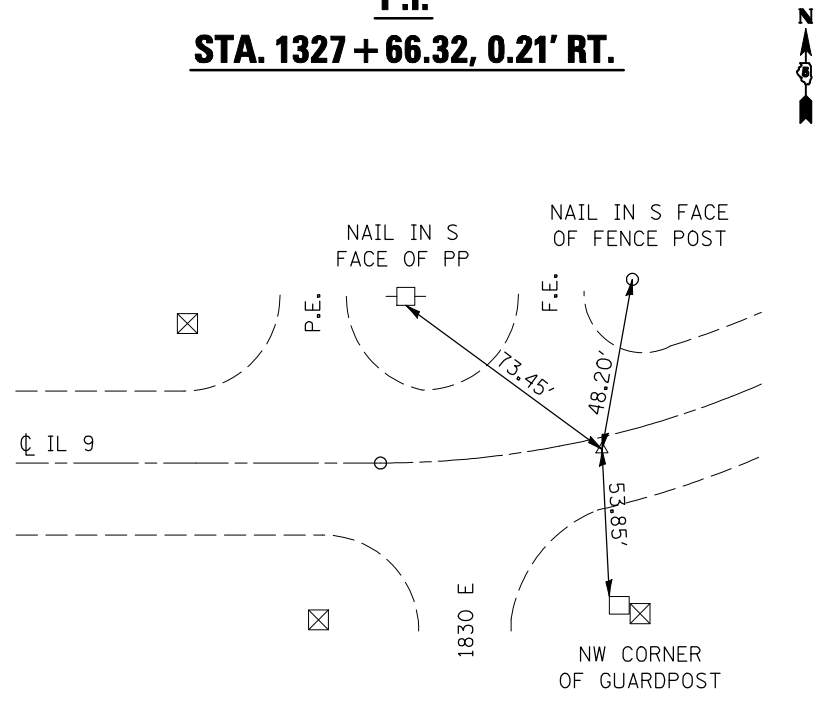 P.I.
STA. 1327+66.32, 0.21' RT.
N
NAIL IN S
FACE OF PP
NAIL IN S FACE
OF FENCE POST
P.E.
F.E.
73.45'
48.20'
℄ IL 9
53.85'
1830 E
NW CORNER
OF GUARDPOST